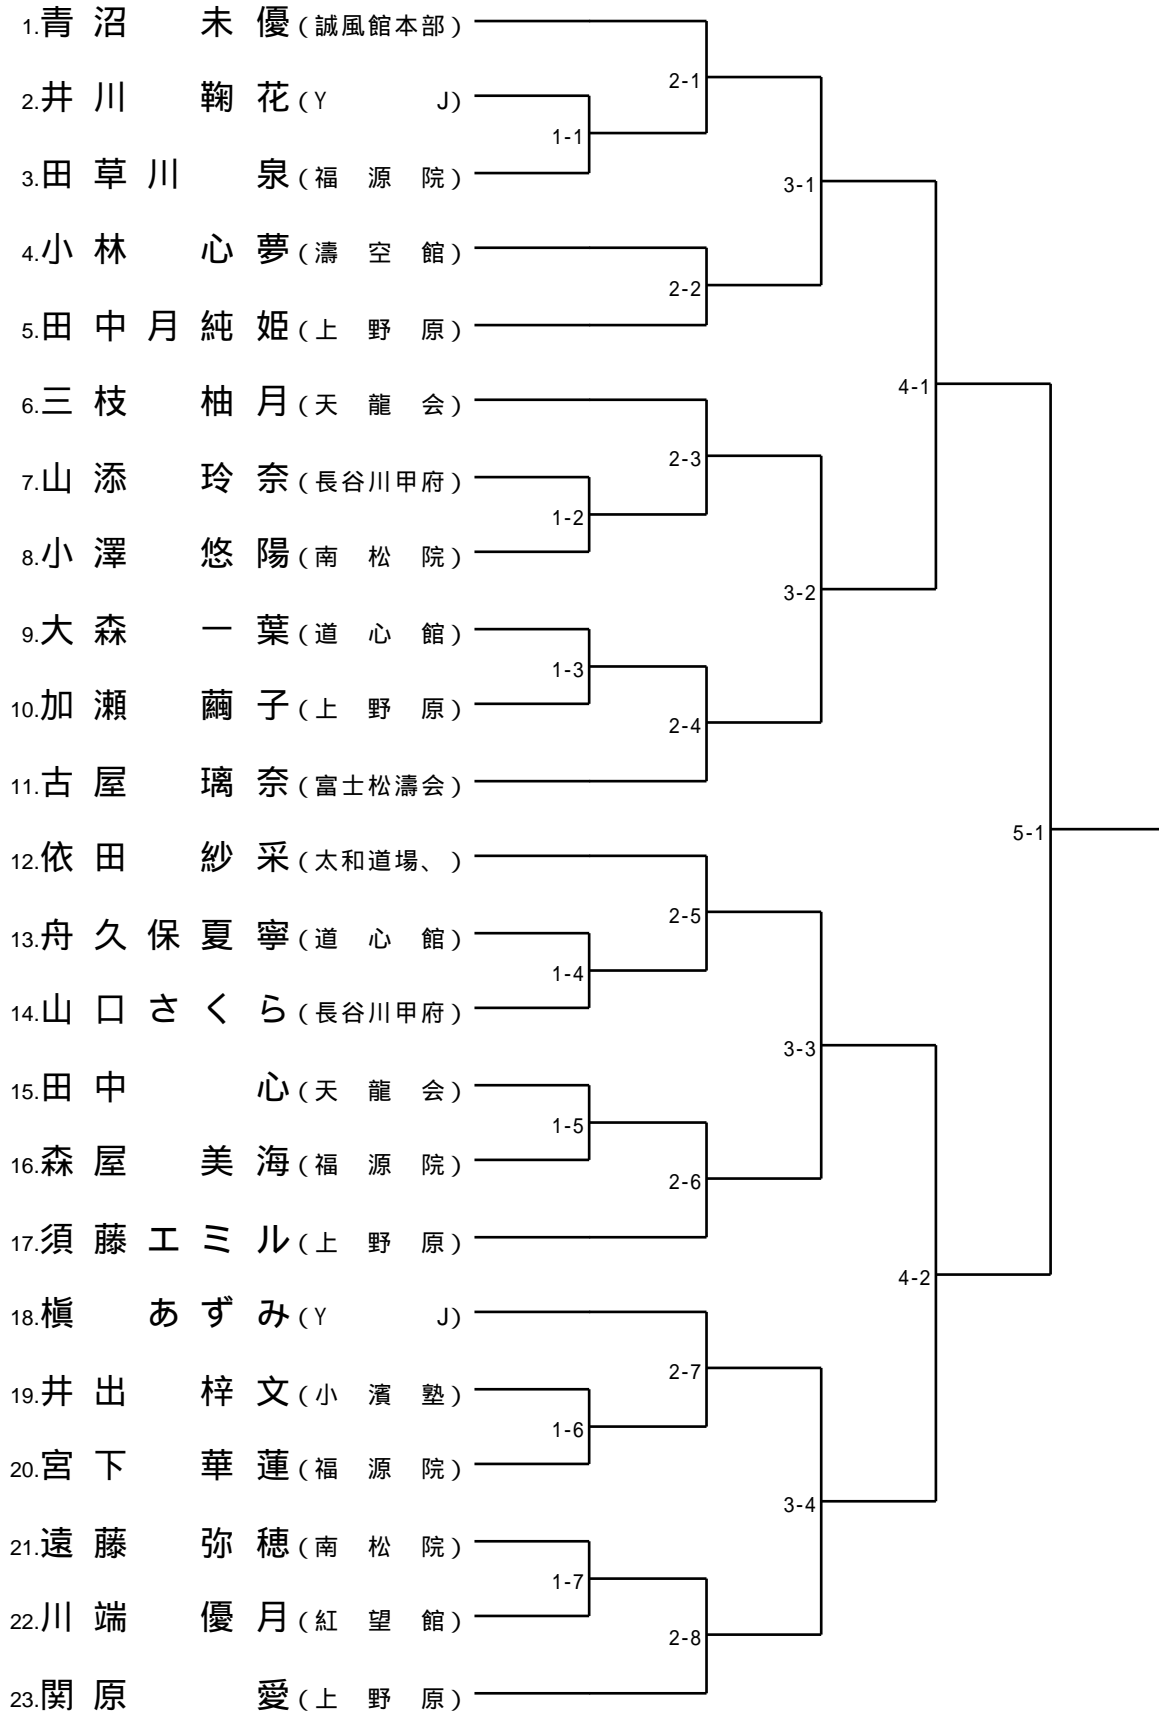 1.青沼　未優(誠風館本部)
2-1
2.井川　鞠花(Y　J)
1-1
3.田草川　泉(福源院)
3-1
4.小林　心夢(濤空館)
2-2
5.田中月純姫(上野原)
4-1
6.三枝　柚月(天龍会)
2-3
7.山添　玲奈(長谷川甲府)
1-2
8.小澤　悠陽(南松院)
3-2
9.大森　一葉(道心館)
1-3
10.加瀬　繭子(上野原)
2-4
11.古屋　璃奈(富士松濤会)
5-1
12.依田　紗采(太和道場、)
2-5
13.舟久保夏寧(道心館)
1-4
14.山口さくら(長谷川甲府)
3-3
15.田中　心(天龍会)
1-5
16.森屋　美海(福源院)
2-6
17.須藤エミル(上野原)
4-2
18.槇　あずみ(Y　J)
2-7
19.井出　梓文(小濱塾)
1-6
20.宮下　華蓮(福源院)
3-4
21.遠藤　弥穂(南松院)
1-7
22.川端　優月(紅望館)
2-8
23.関原　愛(上野原)